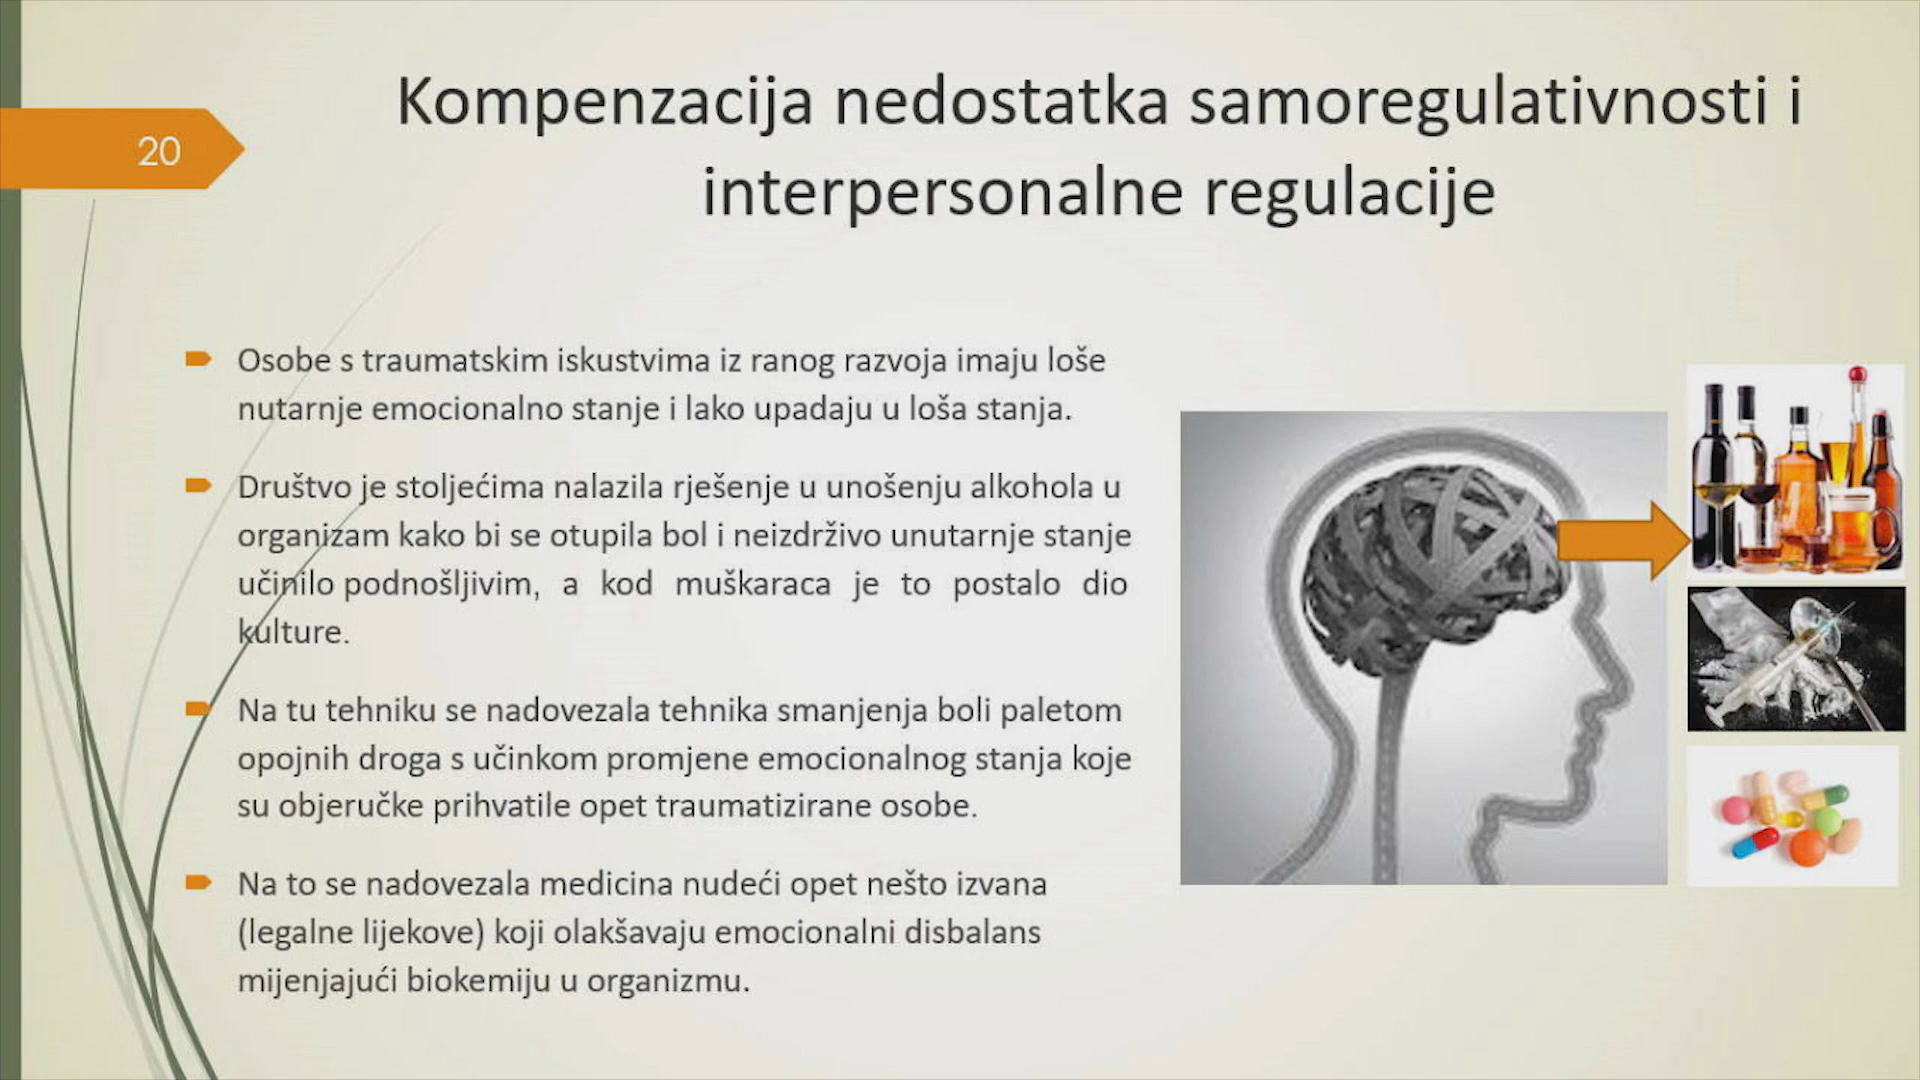 20
Kompenzacija nedostatka samoregulativnosti i
interpersonalne regulacije
Osobe s traumatskim iskustvima iz ranog razvoja imaju loše
nutarnje emocionalno stanje i lako upadaju u loša stanja.
Društvo je stoljećima nalazila rješenje u unošenju alkohola u
organizam kako bi se otupila bol i neizdrživo unutarnje stanje
učinilo podnošljivim, a kod muškaraca je to postalo dio
kulture.
Na tu tehniku se nadovezala tehnika smanjenja boli paletom
opojnih droga s učinkom promjene emocionalnog stanja koje
su objeručke prihvatile opet traumatizirane osobe.
Na to se nadovezala medicina nudeći opet nešto izvana
(legalne lijekove) koji olakšavaju emocionalni disbalans
mijenjajući biokemiju u organizmu.